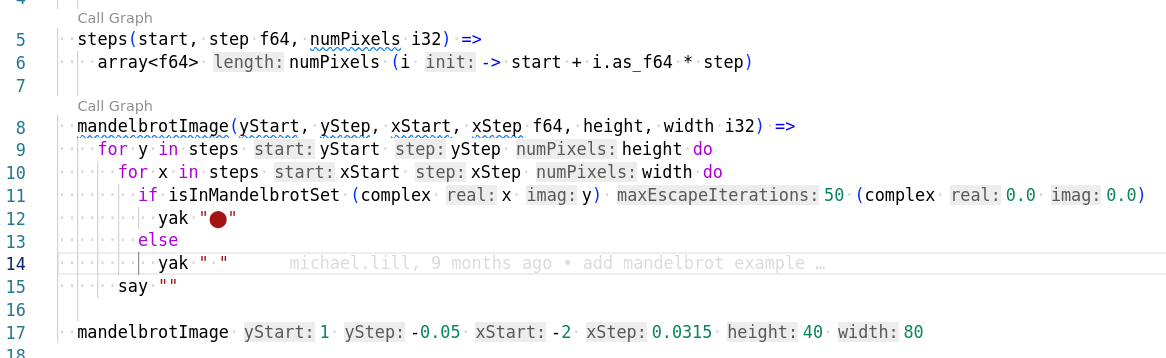 4
Call Graph
5 steps(start, step f64, numPixels i32) =>
6 array<f64> length: numPixels (i init: -> start + i.as_f64 * step)
7
Call Graph
8 mandelbrotImage(yStart, yStep, xStart, xStep f64, height, width i32) =>
9 for y in steps start: yStart step: yStep numPixels: height do
10 for x in steps start: xStart step: xStep numPixels: width do
11 if isInMandelbrotSet (complex real: x imag: y) maxEscapeIterations: 50 (complex real: 0.0 imag: 0.0)
12 yak "⬤"
13 else
14 yak " " michael.lill, 9 months ago • add mandelbrot example …
15 say ""
16
17 mandelbrotImage yStart: 1 yStep: -0.05 xStart: -2 xStep: 0.0315 height: 40 width: 80
18